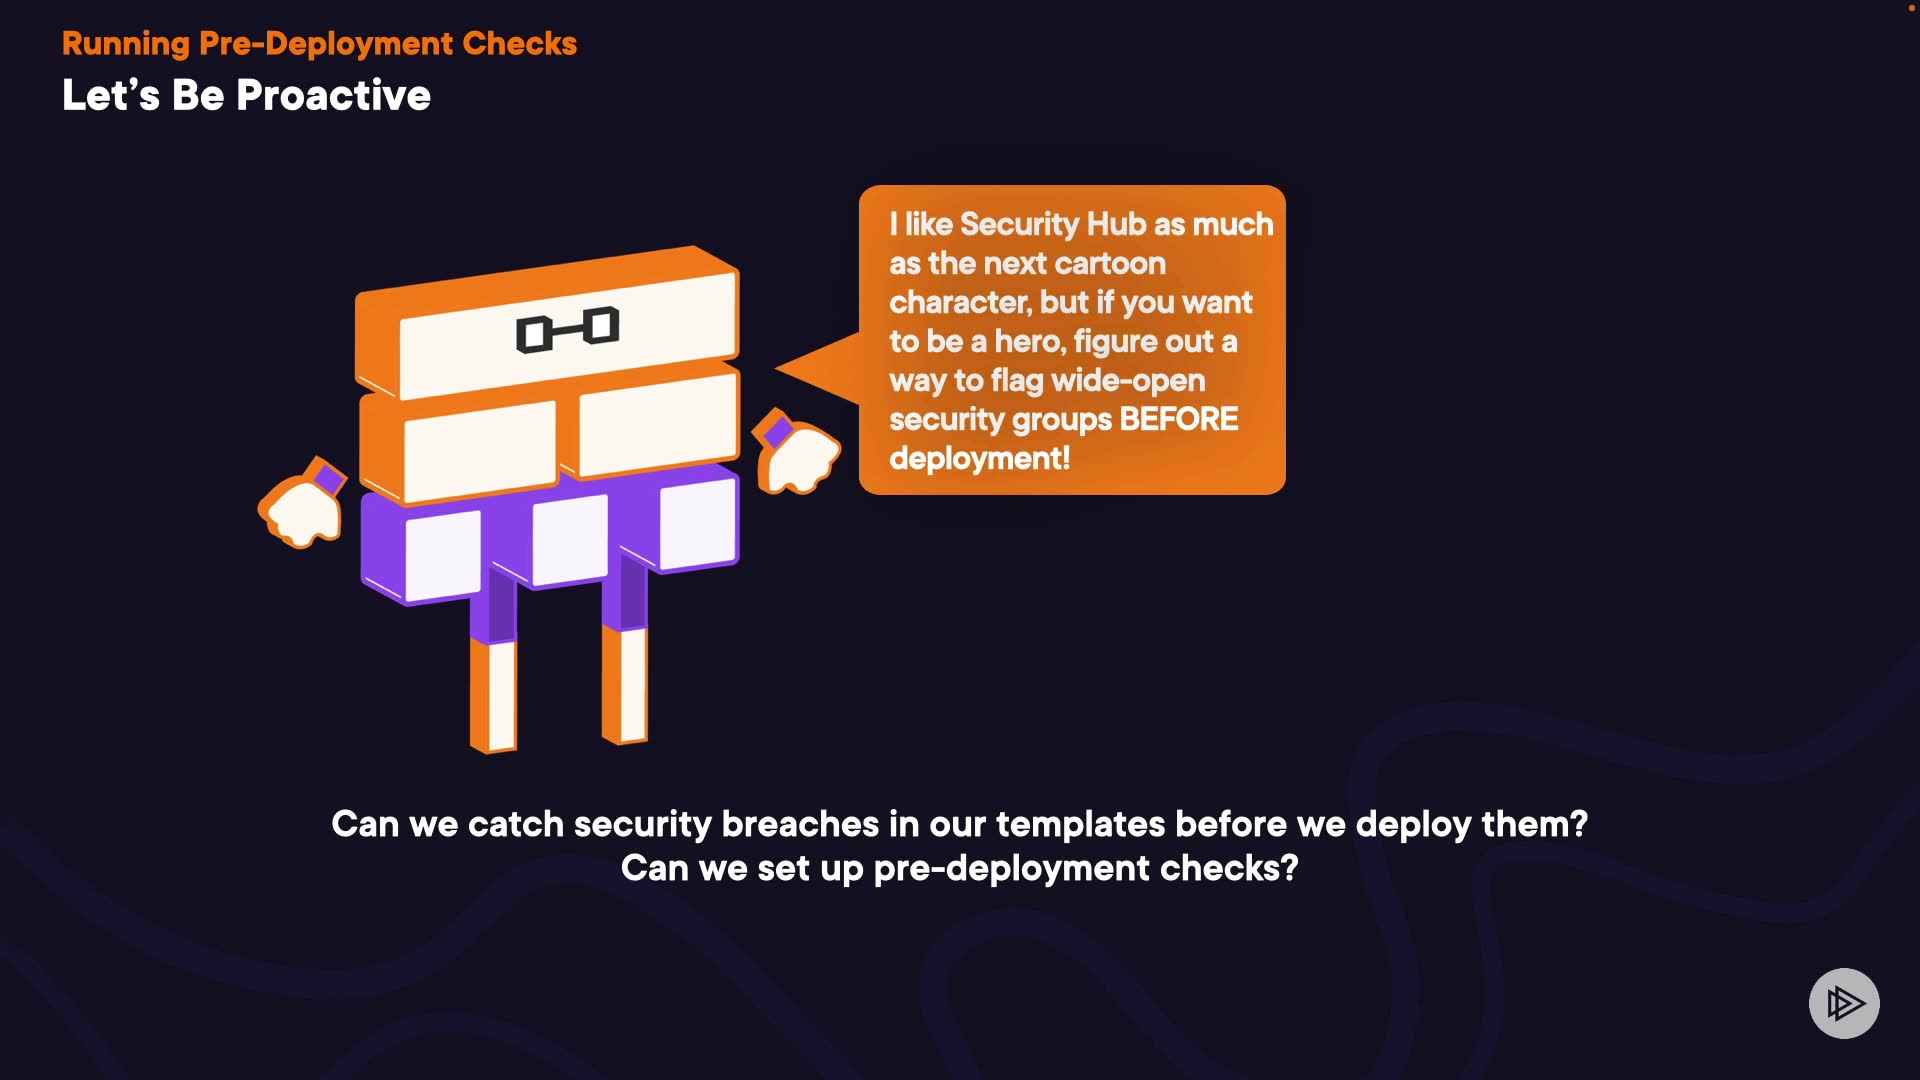 Running Pre-Deployment Checks
Let’s Be Proactive
I like Security Hub as much
as the next cartoon
character, but if you want
to be a hero, figure out a
way to flag wide-open
security groups BEFORE
deployment!
Can we catch security breaches in our templates before we deploy them?
Can we set up pre-deployment checks?